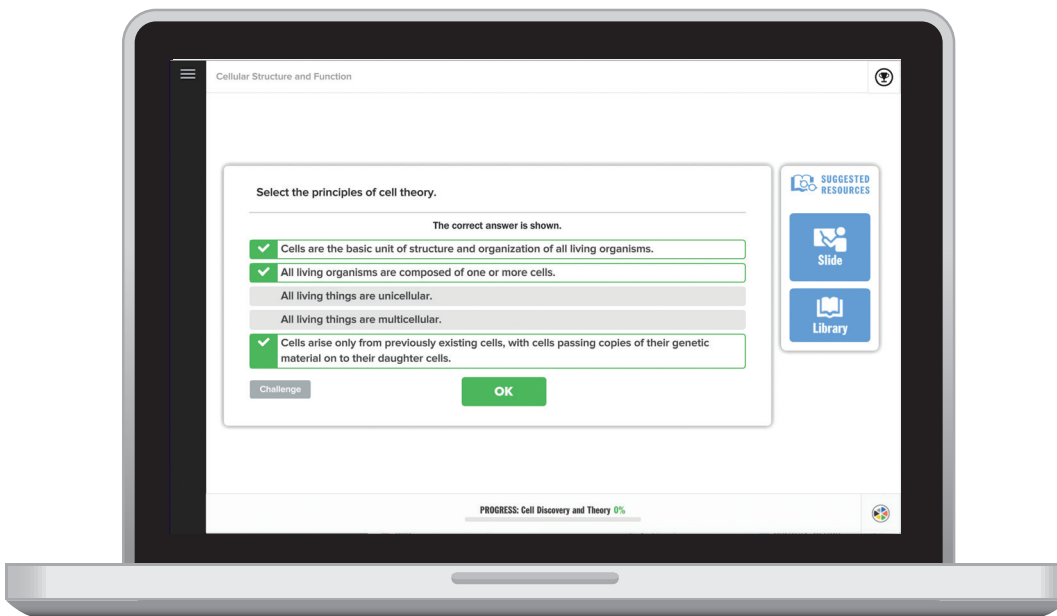 Cellular Structure and Function
Select the principles of cell theory.
The correct answer is shown.
Cells are the basic unit of structure and organization of all living organisms.
All living organisms are composed of one or more cells.
All living things are unicellular.
All living things are multicellular.
Cells arise only from previously existing cells, with cells passing copies of their genetic
material on to their daughter cells.
Challenge
OK
SUGGESTED
RESOURCES
Slide
Library
PROGRESS: Cell Discovery and Theory 0%